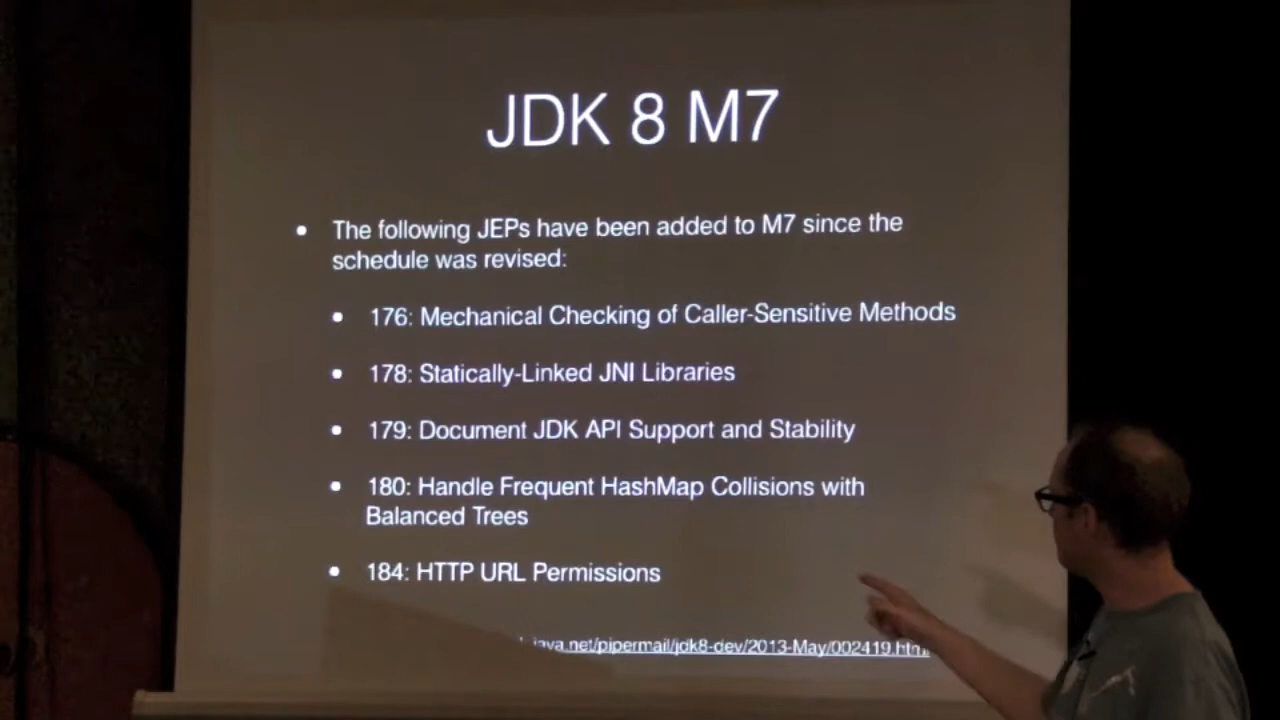 JDK 8 M7
• The following JEPs have been added to M7 since the
schedule was revised:
• 176: Mechanical Checking of Caller-Sensitive Methods
• 178: Statically-Linked JNI Libraries
• 179: Document JDK API Support and Stability
• 180: Handle Frequent HashMap Collisions with
Balanced Trees
• 184: HTTP URL Permissions
java.net/pipermail/jdk8-dev/2013-May/002419.html